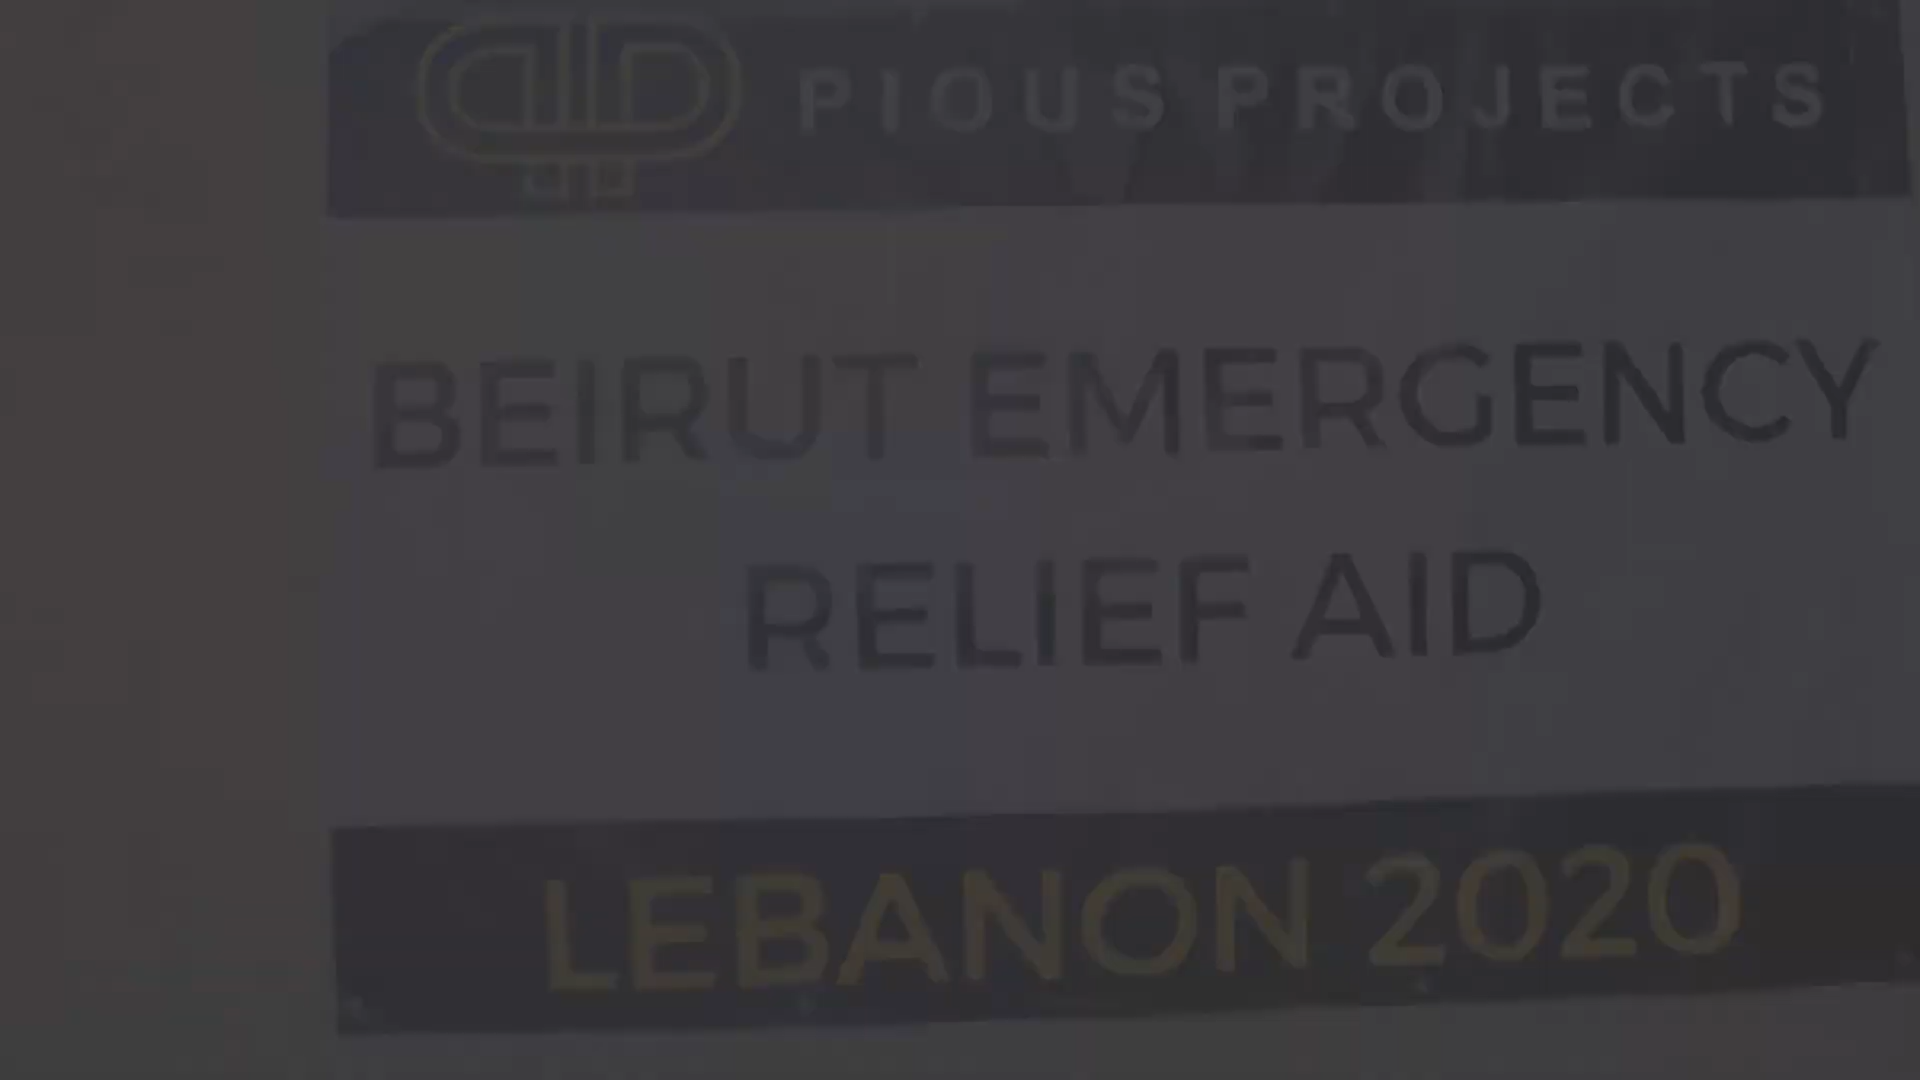 PIOUS PROJECTS
BEIRUT EMERGENCY
RELIEF AID
LEBANON 2020